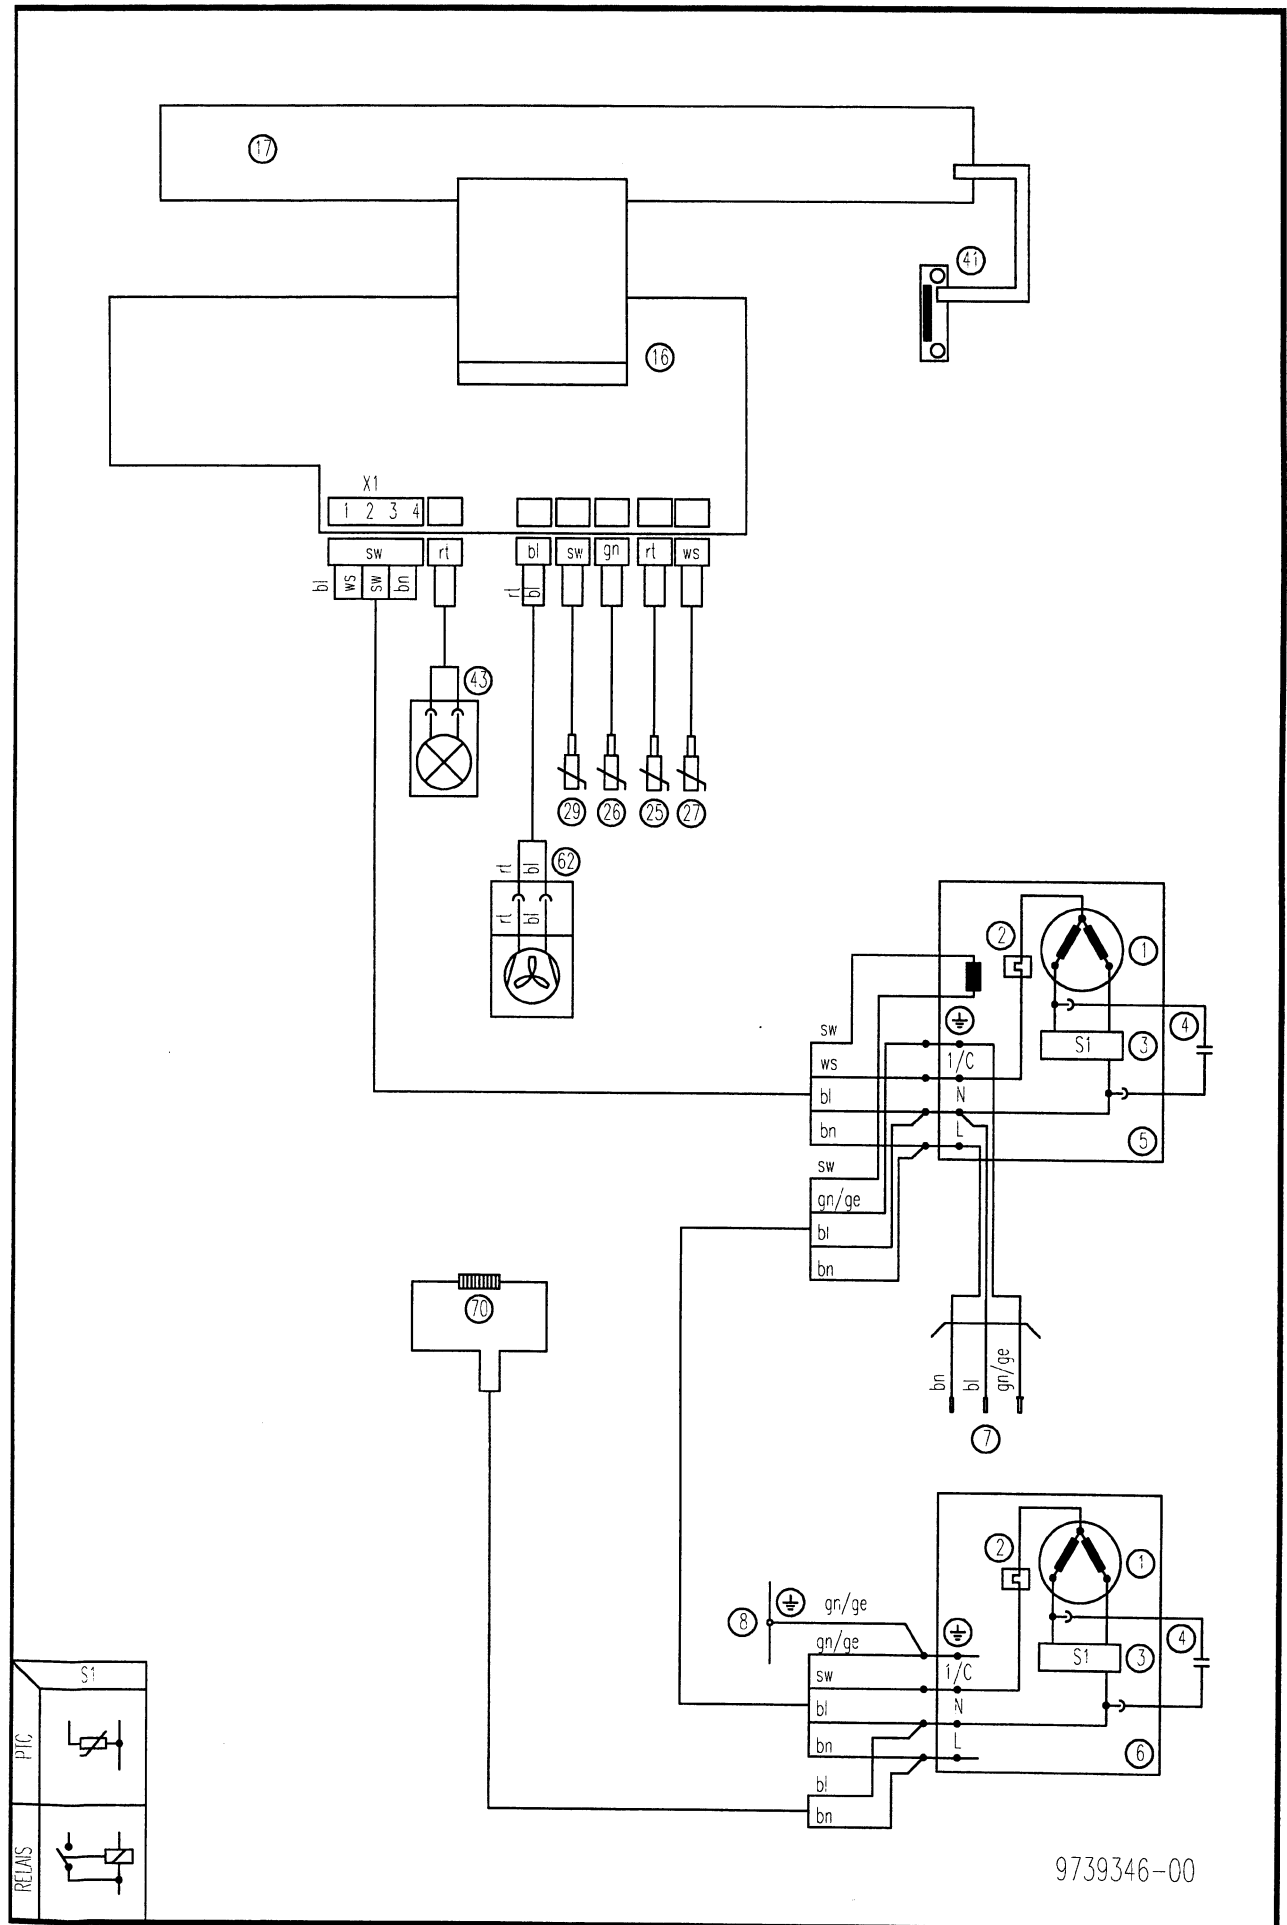 17
41
16
X1
1 2 3 4
sw rt bl sw gn rt ws
bl ws sw bn rt bl
43
29 26 25 27
rt bl 62
rt bl
2 1
4
sw S1 3
ws 1/C
bl N
bn L 5
sw
gn/ge
bl
bn
70
bn bl gn/ge
7
2 1
8 gn/ge
gn/ge 4
S1 3
sw 1/C
bl N
bn L 6
bl
bn
S1
PTC
RELAIS
9739346-00